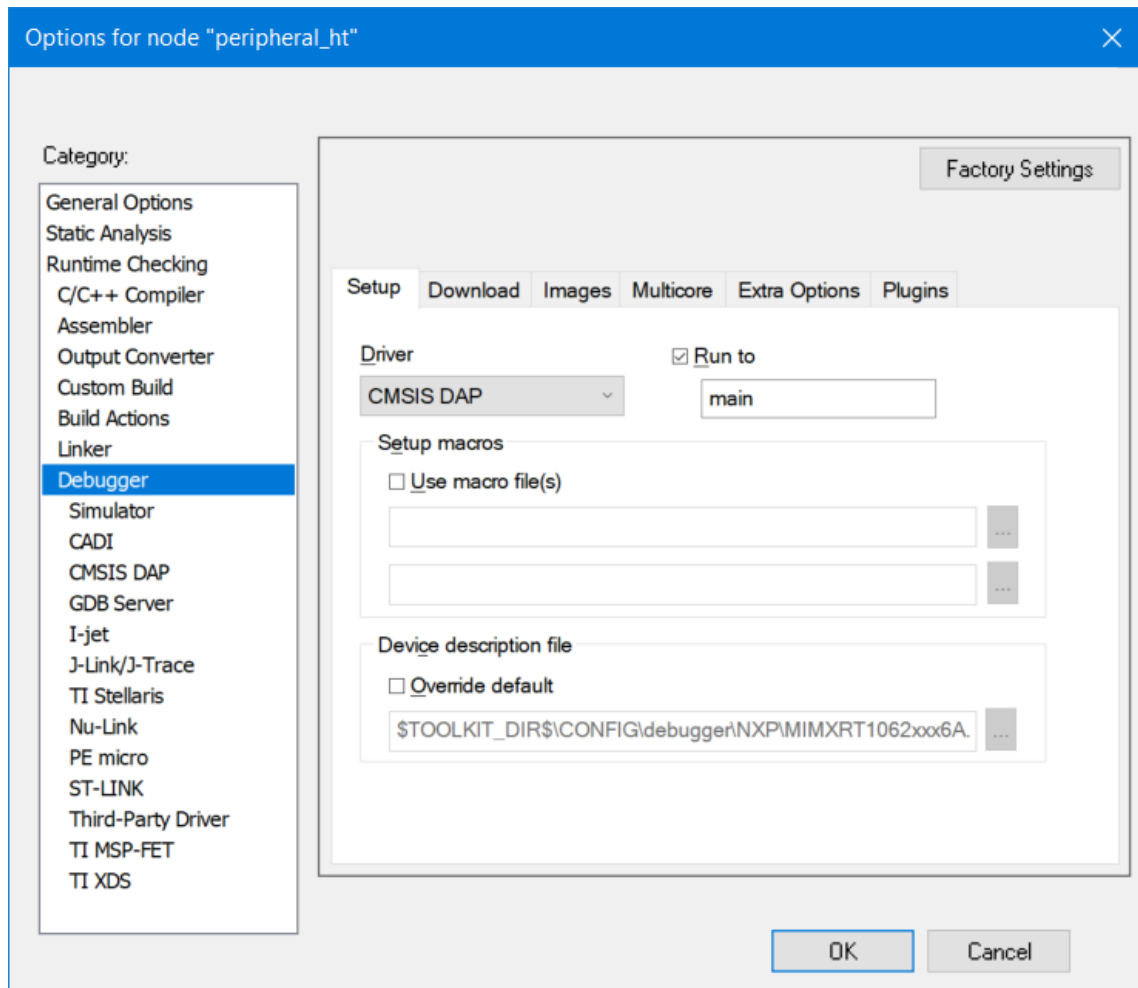 Options for node "peripheral_ht"
Category:
General Options
Static Analysis
Runtime Checking
C/C++ Compiler
Assembler
Output Converter
Custom Build
Build Actions
Linker
Debugger
Simulator
CADI
CMSIS DAP
GDB Server
I-jet
J-Link/J-Trace
TI Stellaris
Nu-Link
PE micro
ST-LINK
Third-Party Driver
TI MSP-FET
TI XDS
Factory Settings
Setup Download Images Multicore Extra Options Plugins
Driver
CMSIS DAP
Run to
main
Setup macros
Use macro file(s)
...
...
Device description file
Override default
$TOOLKIT_DIR$\CONFIG\debugger\NXP\MIMXRT1062xxx6A.
...
OK Cancel